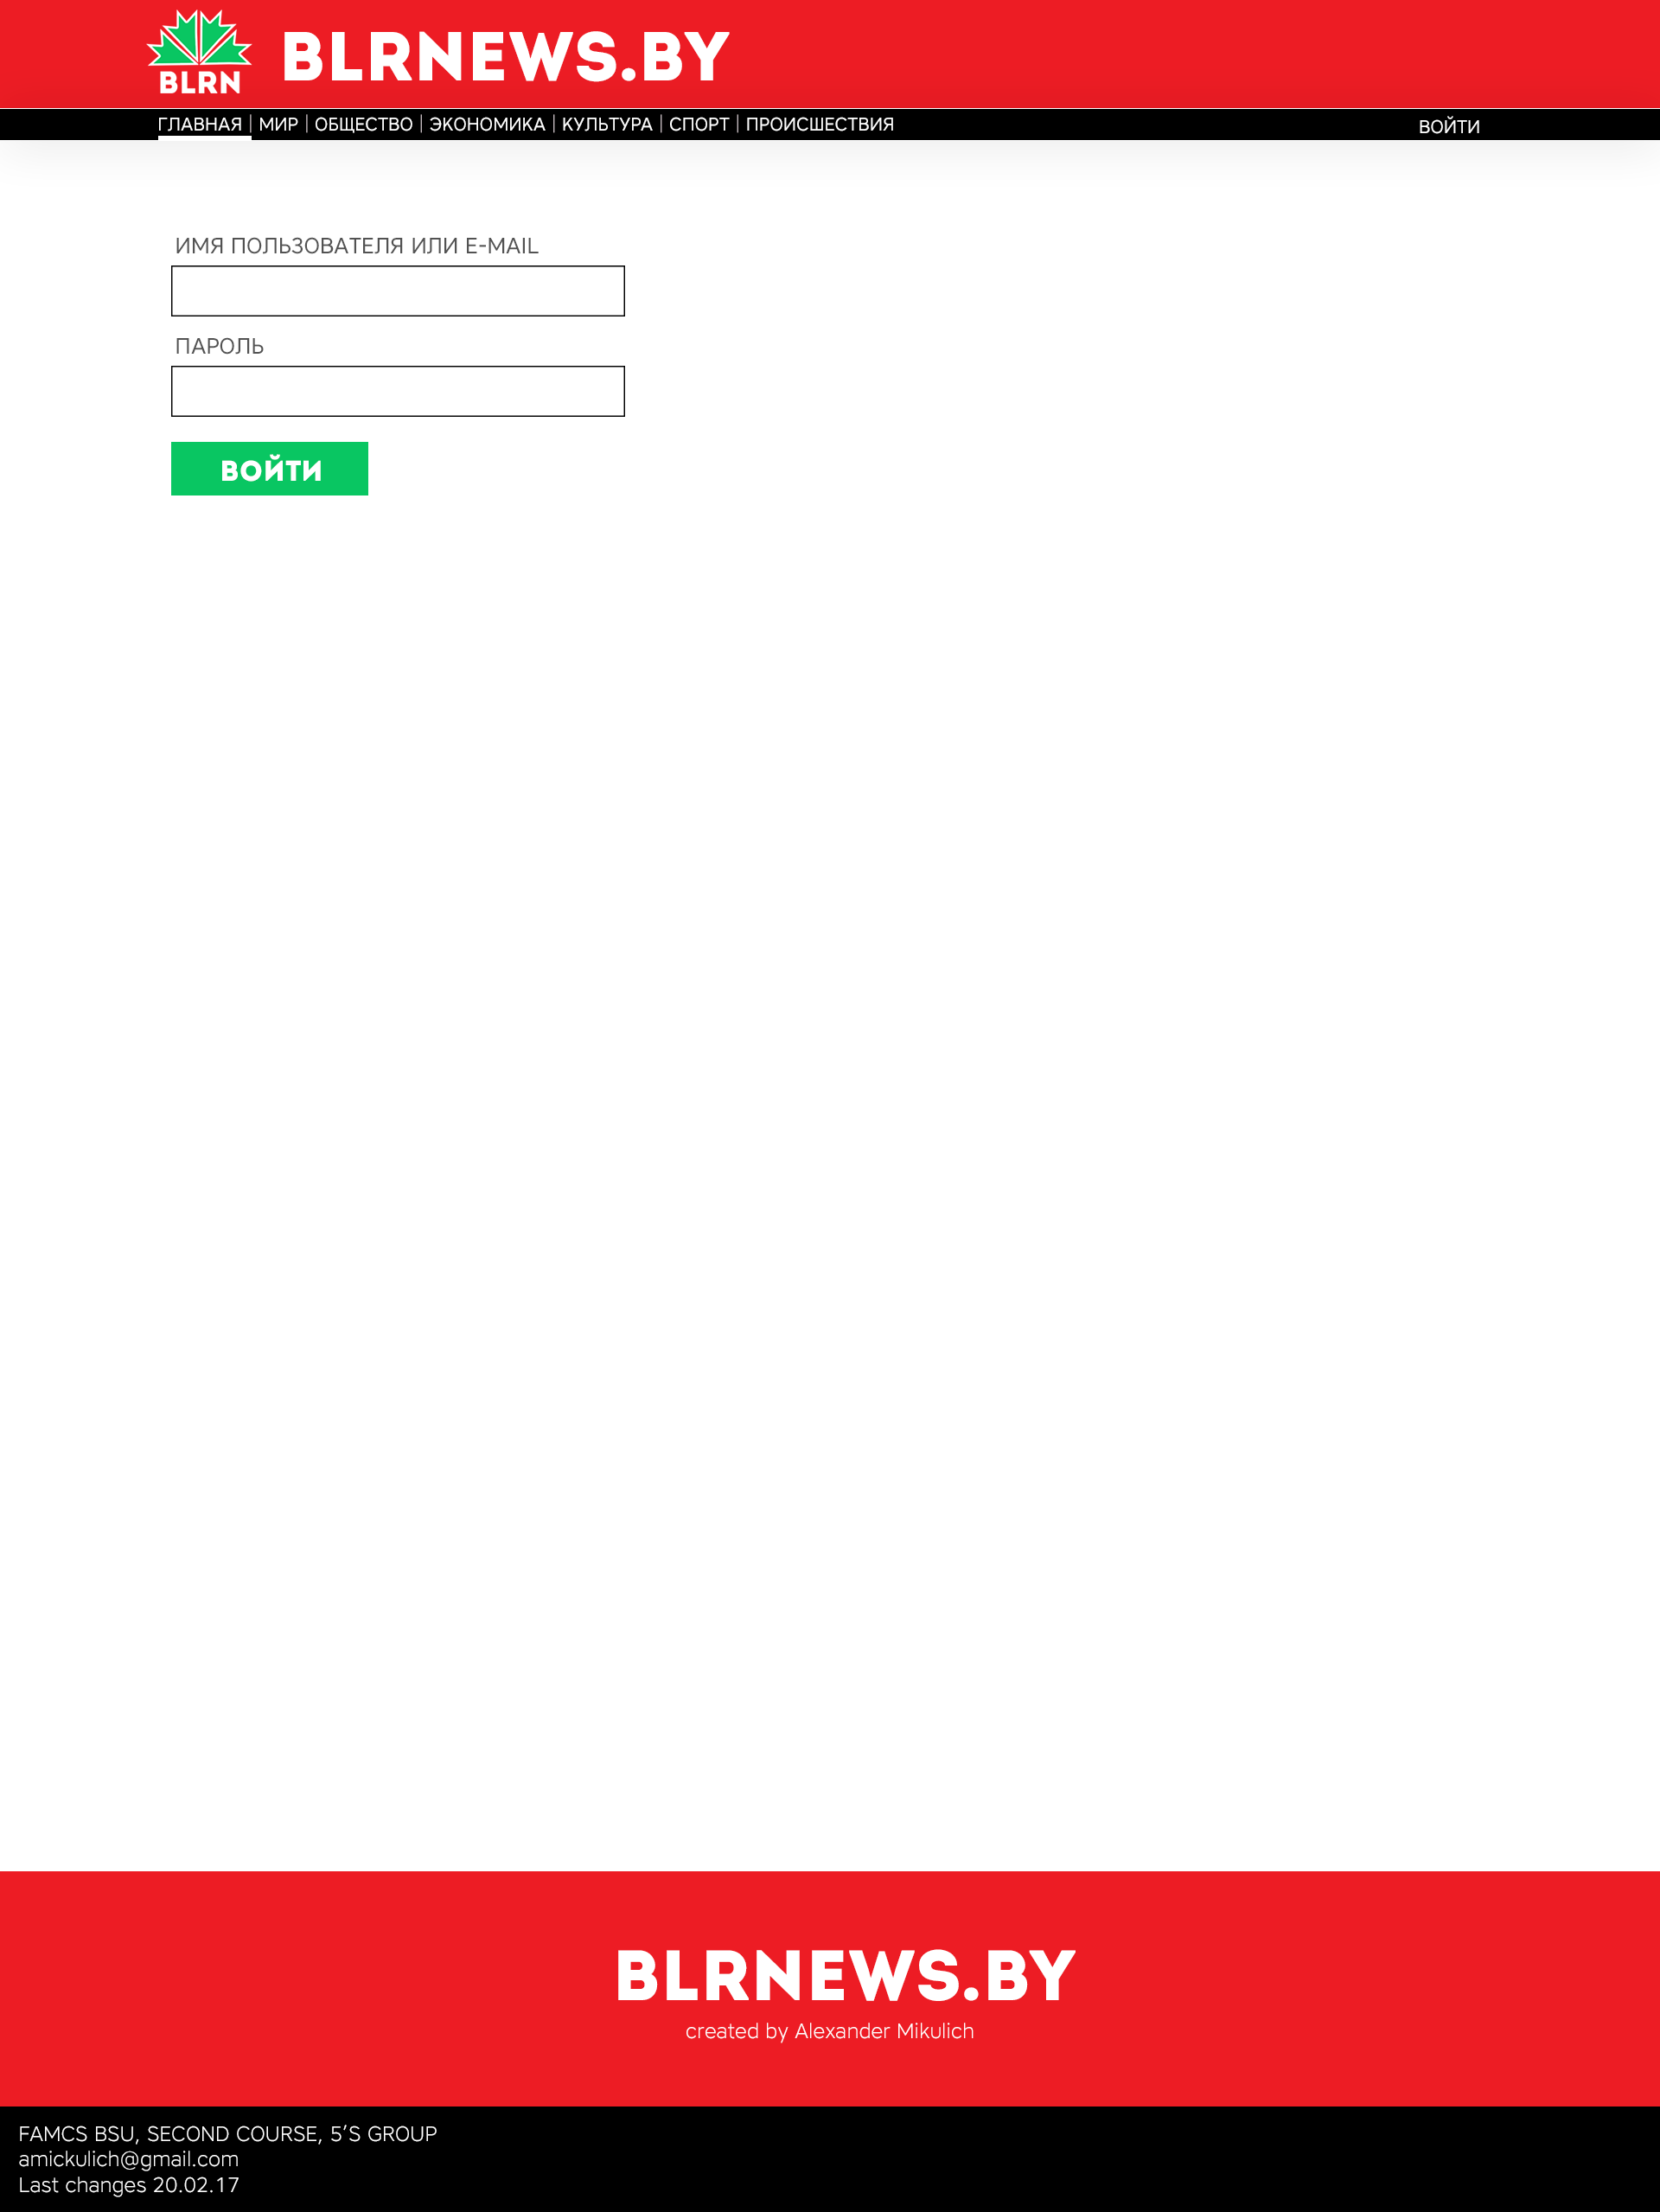 BLRN
BLRNEWS.BY
ГЛАВНАЯ | МИР | ОБЩЕСТВО | ЭКОНОМИКА | КУЛЬТУРА | СПОРТ | ПРОИСШЕСТВИЯ
ВОЙТИ
ИМЯ ПОЛЬЗОВАТЕЛЯ ИЛИ E-MAIL
ПАРОЛЬ
ВОЙТИ
BLRNEWS.BY
created by Alexander Mikulich
FAMCS BSU, SECOND COURSE, 5’S GROUP
amickulich@gmail.com
Last changes 20.02.17